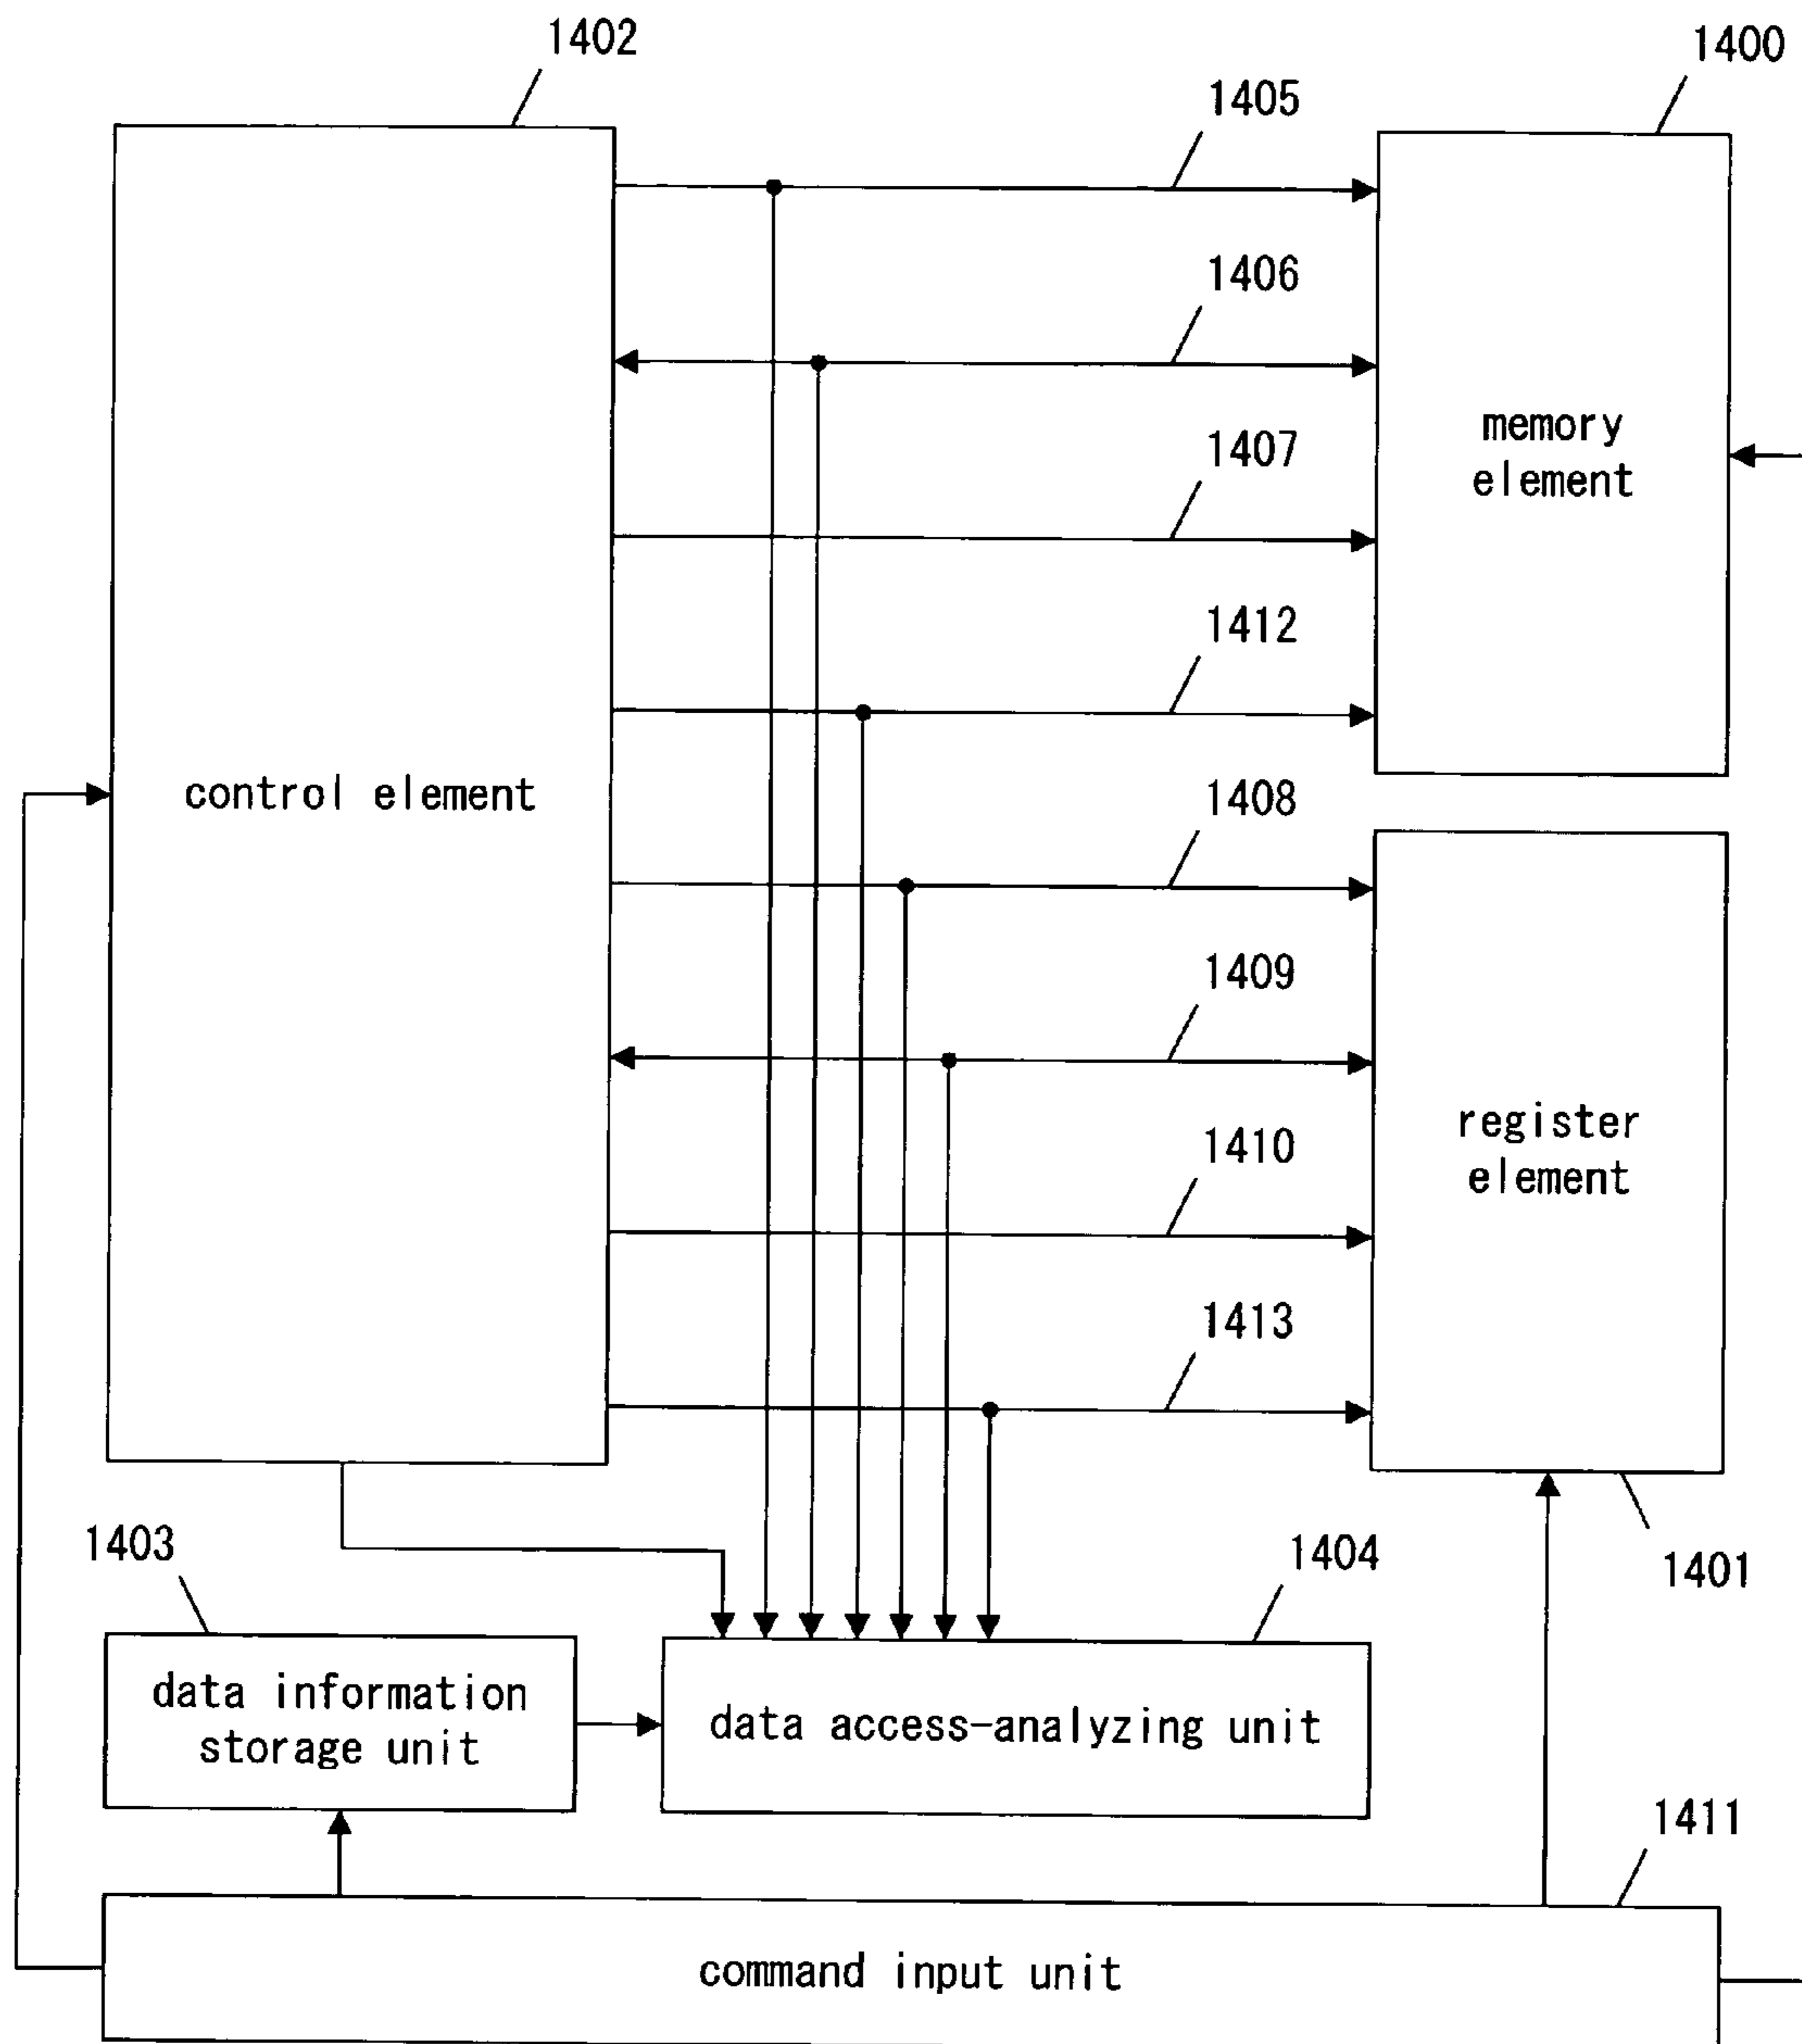 1402
1400
1405
1406
memory
element
1407
1412
control element
1408
1409
register
element
1410
1413
1403
1404
1401
data information
storage unit
data access-analyzing unit
1411
command input unit